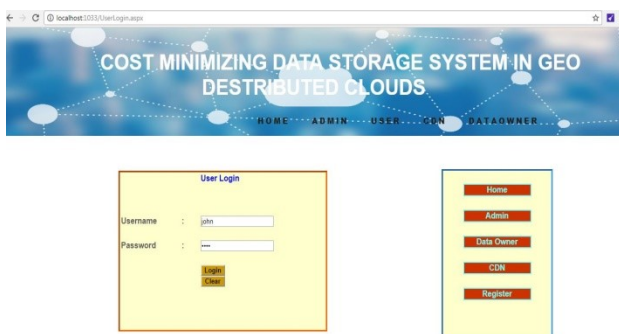 localhost:1033/UserLogin.aspx
COST MINIMIZING DATA STORAGE SYSTEM IN GEO
DESTRIBUTED CLOUDS
HOME ADMIN USER CDN DATAOWNER
User Login
Username : john
Password : ••••
Login
Clear
Home
Admin
Data Owner
CDN
Register